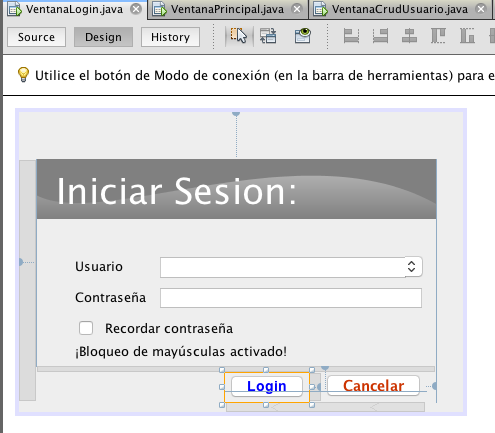 VentanaLogin.java VentanaPrincipal.java VentanaCrudUsuario.java
Source Design History
Utilice el botón de Modo de conexión (en la barra de herramientas) para e
Iniciar Sesion:
Usuario
Contraseña
Recordar contraseña
¡Bloqueo de mayúsculas activado!
Login Cancelar